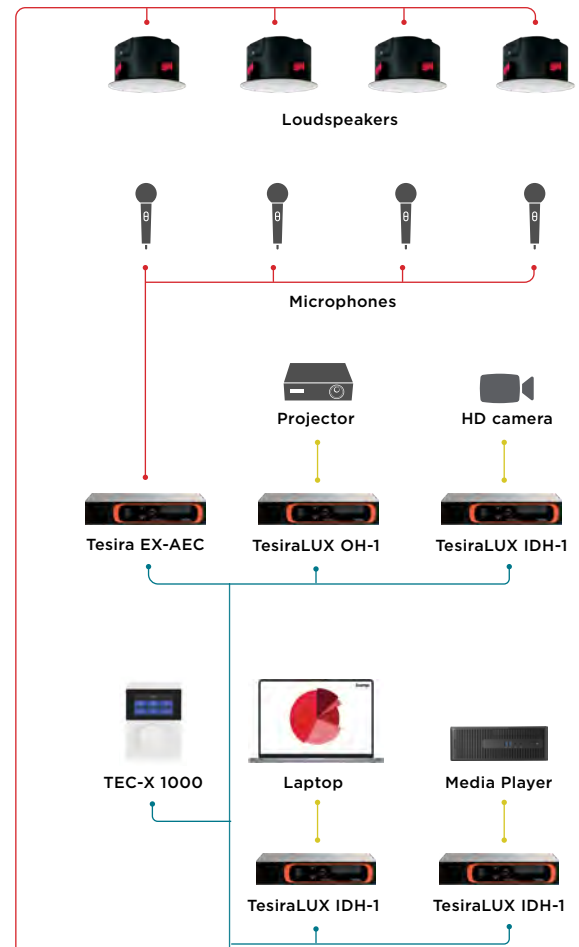 Loudspeakers
Microphones
Projector
HD camera
Tesira EX-AEC
TesiraLUX OH-1
TesiraLUX IDH-1
TEC-X 1000
Laptop
Media Player
TesiraLUX IDH-1
TesiraLUX IDH-1